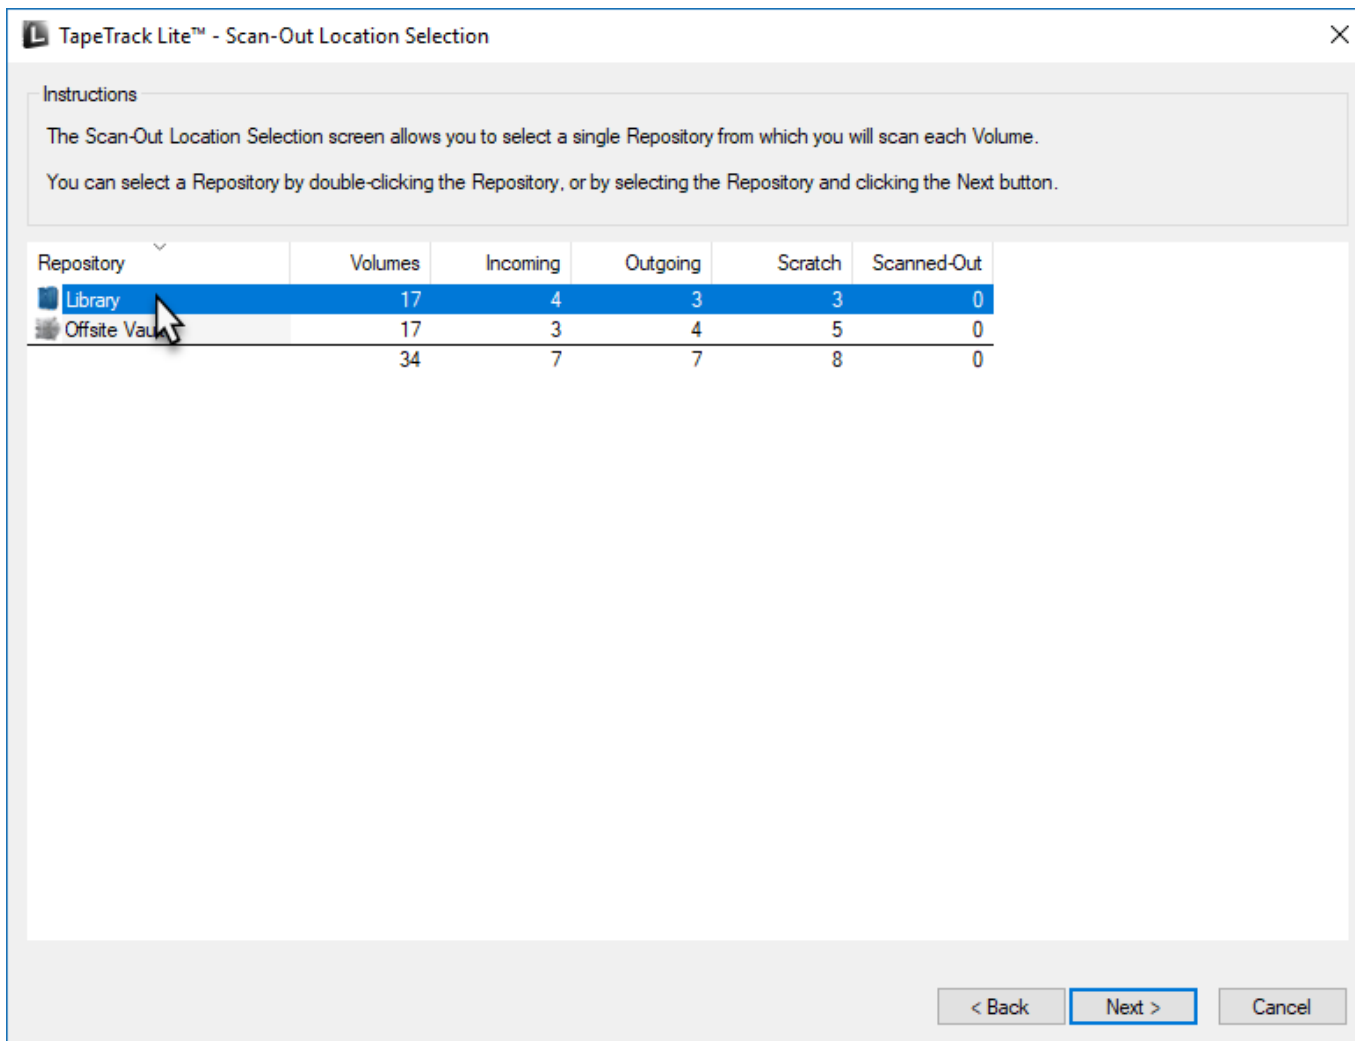 TapeTrack Lite™ - Scan-Out Location Selection
Instructions
The Scan-Out Location Selection screen allows you to select a single Repository from which you will scan each Volume.
You can select a Repository by double-clicking the Repository, or by selecting the Repository and clicking the Next button.
Repository Volumes Incoming Outgoing Scratch Scanned-Out
Library 17 4 3 3 0
Offsite 17 3 4 5 0
34 7 7 8 0
< Back Next > Cancel